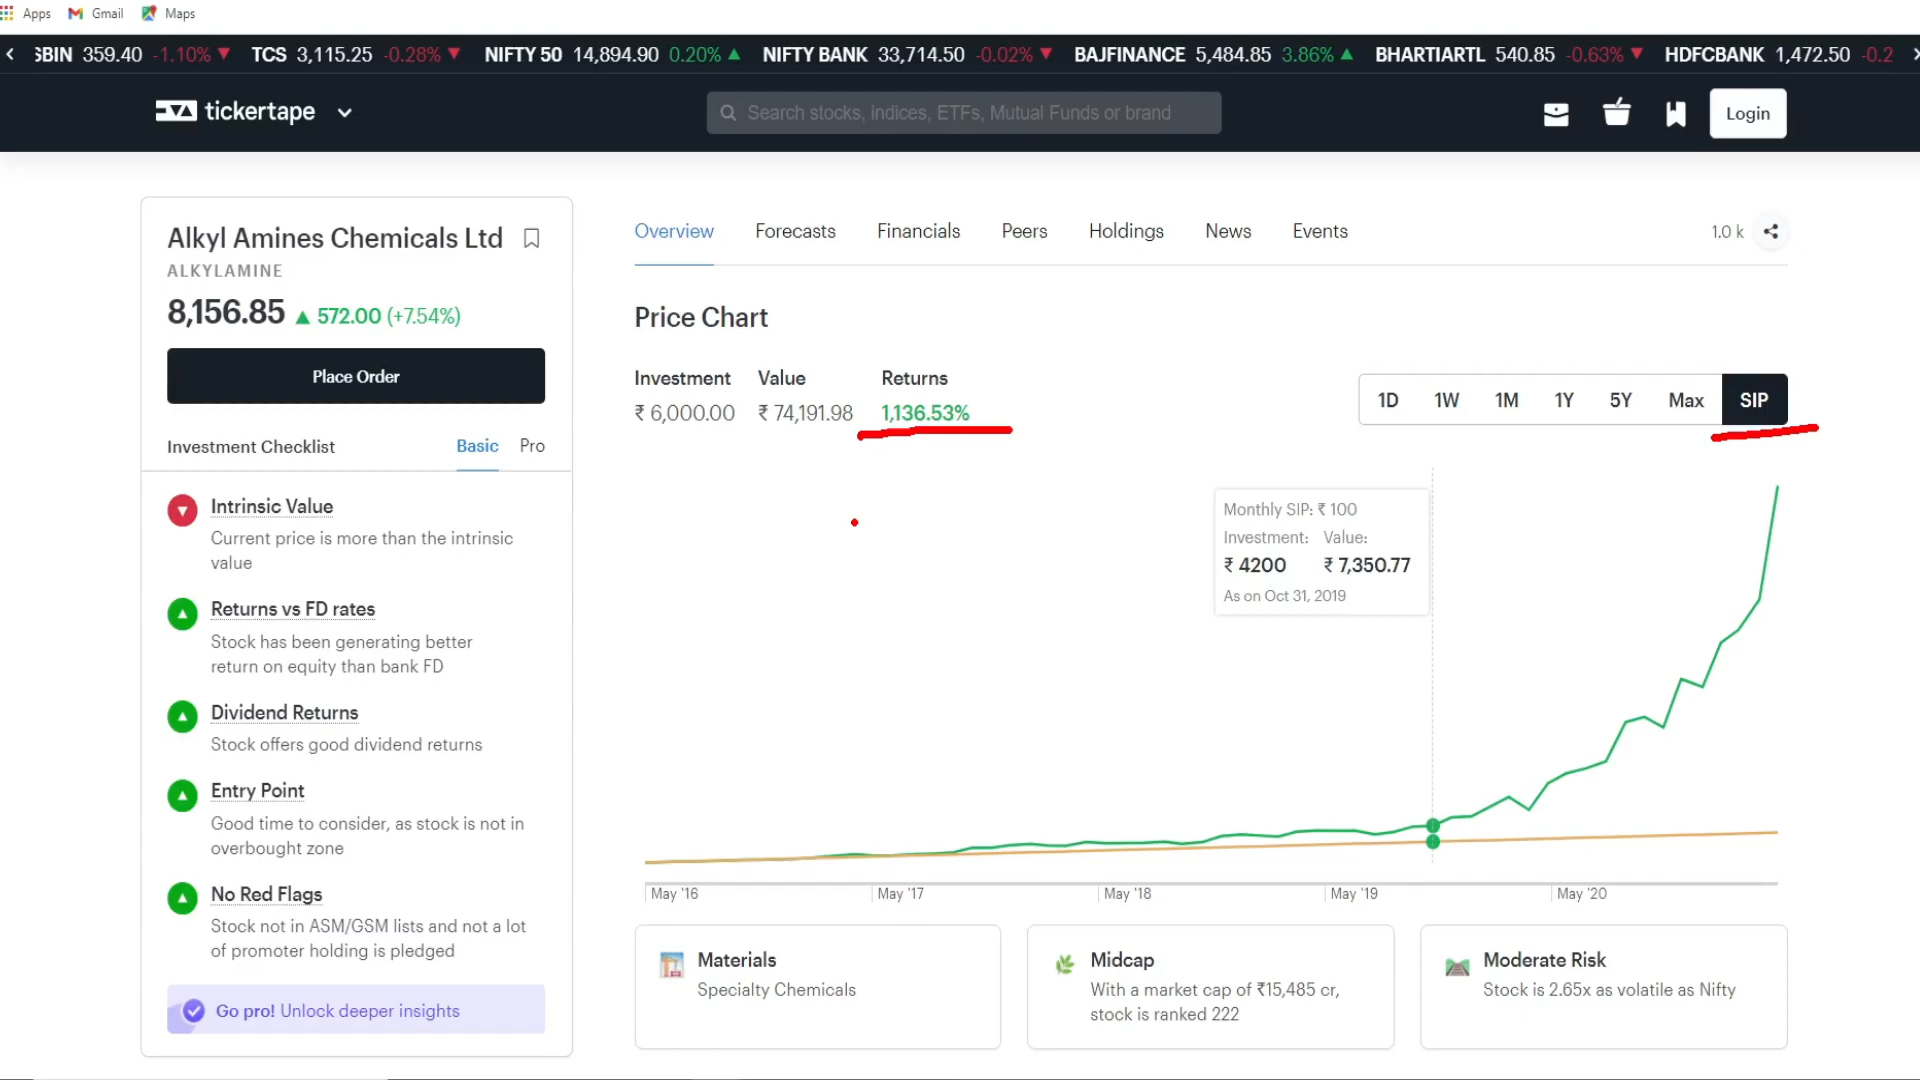 Apps Gmail Maps
SBIN 359.40 -1.10% TCS 3,115.25 -0.28% NIFTY 50 14,894.90 0.20% NIFTY BANK 33,714.50 -0.02% BAJFINANCE 5,484.85 3.86% BHARTIARTL 540.85 -0.63% HDFCBANK 1,472.50 -0.2
tickertape
Search stocks, indices, ETFs, Mutual Funds or brand
Login
Alkyl Amines Chemicals Ltd
ALKYLAMINE
8,156.85 572.00 (+7.54%)
Place Order
Investment Checklist Basic Pro
Intrinsic Value
Current price is more than the intrinsic
value
Returns vs FD rates
Stock has been generating better
return on equity than bank FD
Dividend Returns
Stock offers good dividend returns
Entry Point
Good time to consider, as stock is not in
overbought zone
No Red Flags
Stock not in ASM/GSM lists and not a lot
of promoter holding is pledged
Go pro! Unlock deeper insights
Overview Forecasts Financials Peers Holdings News Events 1.0 k
Price Chart
Investment Value Returns
₹ 6,000.00 ₹ 74,191.98 1,136.53%
1D 1W 1M 1Y 5Y Max SIP
Monthly SIP: ₹ 100
Investment: Value:
₹ 4200 ₹ 7,350.77
As on Oct 31, 2019
May '16 May '17 May '18 May '19 May '20
Materials
Specialty Chemicals
Midcap
With a market cap of ₹15,485 cr,
stock is ranked 222
Moderate Risk
Stock is 2.65x as volatile as Nifty